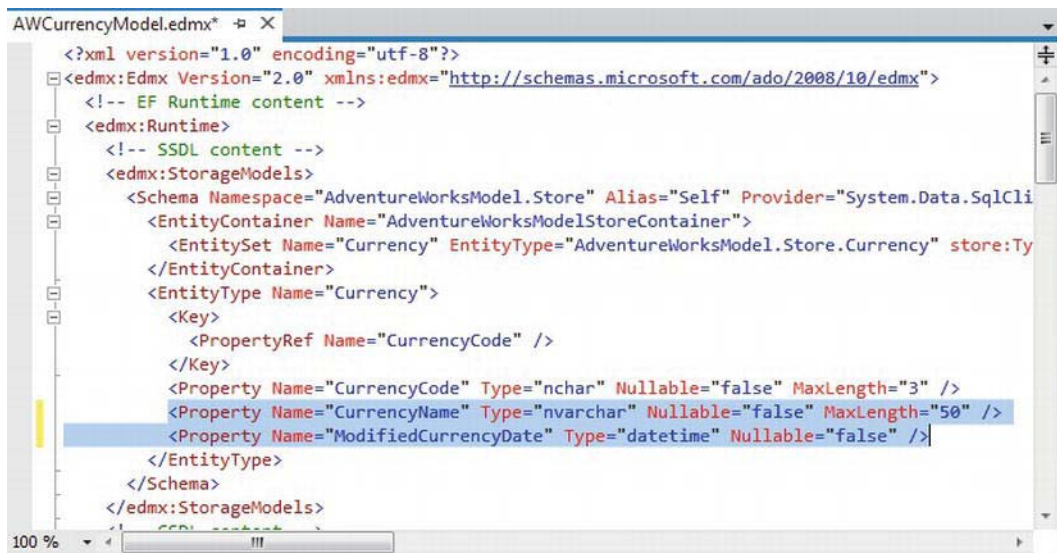 AWCurrencyModel.edmx*
<?xml version="1.0" encoding="utf-8"?>
<edmx:Edmx Version="2.0" xmlns:edmx="http://schemas.microsoft.com/ado/2008/10/edmx">
<!-- EF Runtime content -->
<edmx:Runtime>
<!-- SSDL content -->
<edmx:StorageModels>
<Schema Namespace="AdventureWorksModel.Store" Alias="Self" Provider="System.Data.SqlCli
<EntityContainer Name="AdventureWorksModelStoreContainer">
<EntitySet Name="Currency" EntityType="AdventureWorksModel.Store.Currency" store:Ty
</EntityContainer>
<EntityType Name="Currency">
<Key>
<PropertyRef Name="CurrencyCode" />
</Key>
<Property Name="CurrencyCode" Type="nchar" Nullable="false" MaxLength="3" />
<Property Name="CurrencyName" Type="nvarchar" Nullable="false" MaxLength="50" />
<Property Name="ModifiedCurrencyDate" Type="datetime" Nullable="false" />
</EntityType>
</Schema>
</edmx:StorageModels>
100 %